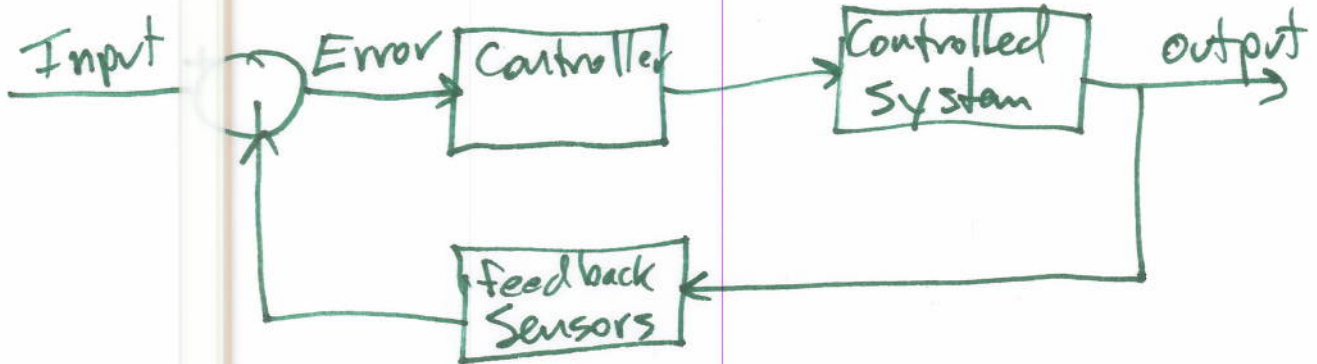 Input
Error
Controller
Controlled
System
output
feedback
Sensors